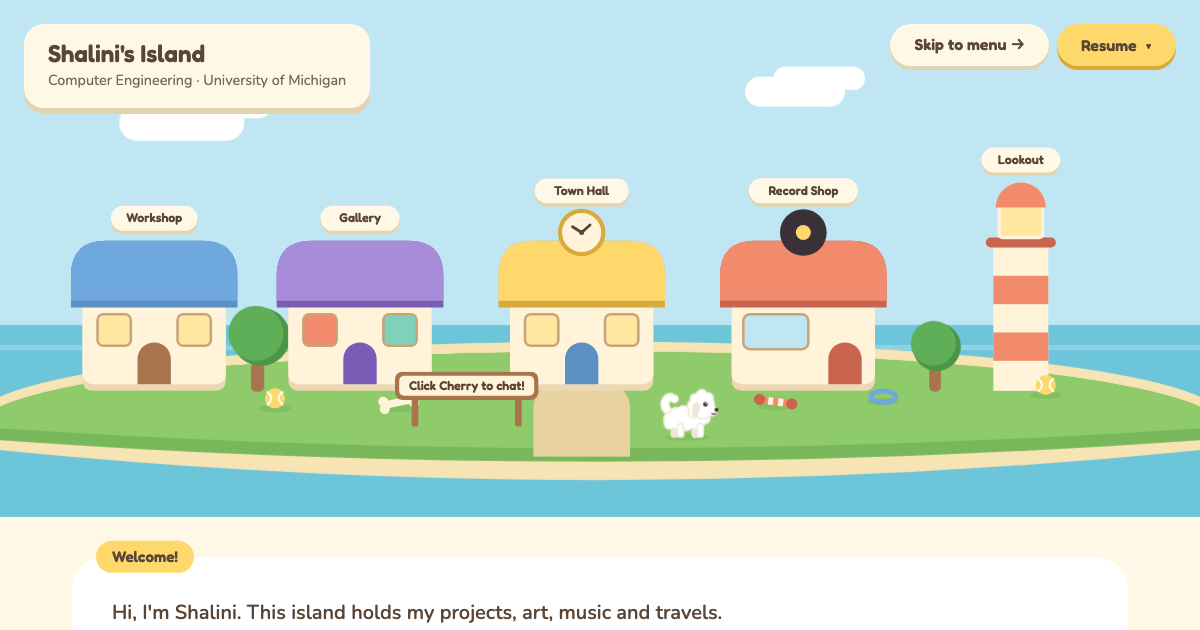 Shalini's Island
Computer Engineering · University of Michigan
Skip to menu →
Resume ▼
Lookout
Town Hall
Record Shop
Workshop
Gallery
Click Cherry to chat!
Welcome!
Hi, I'm Shalini. This island holds my projects, art, music and travels.